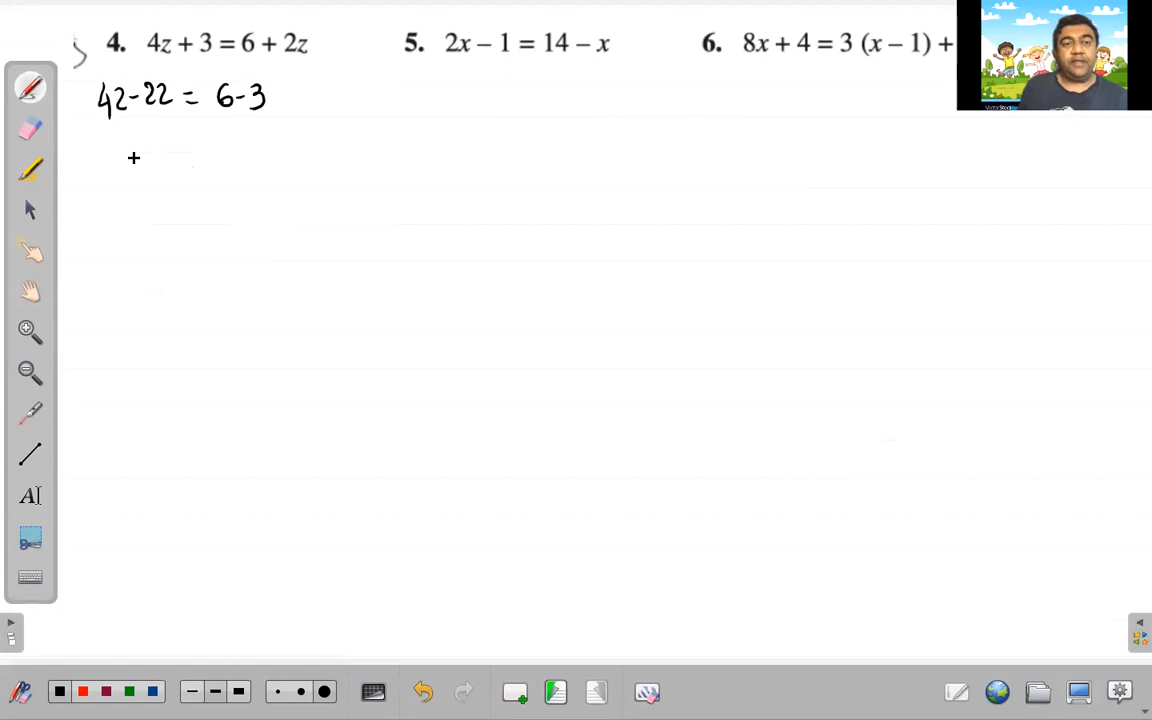 4. 4z + 3 = 6 + 2z 5. 2x – 1 = 14 – x 6. 8x + 4 = 3 (x – 1) +
4z - 2z = 6 - 3
A